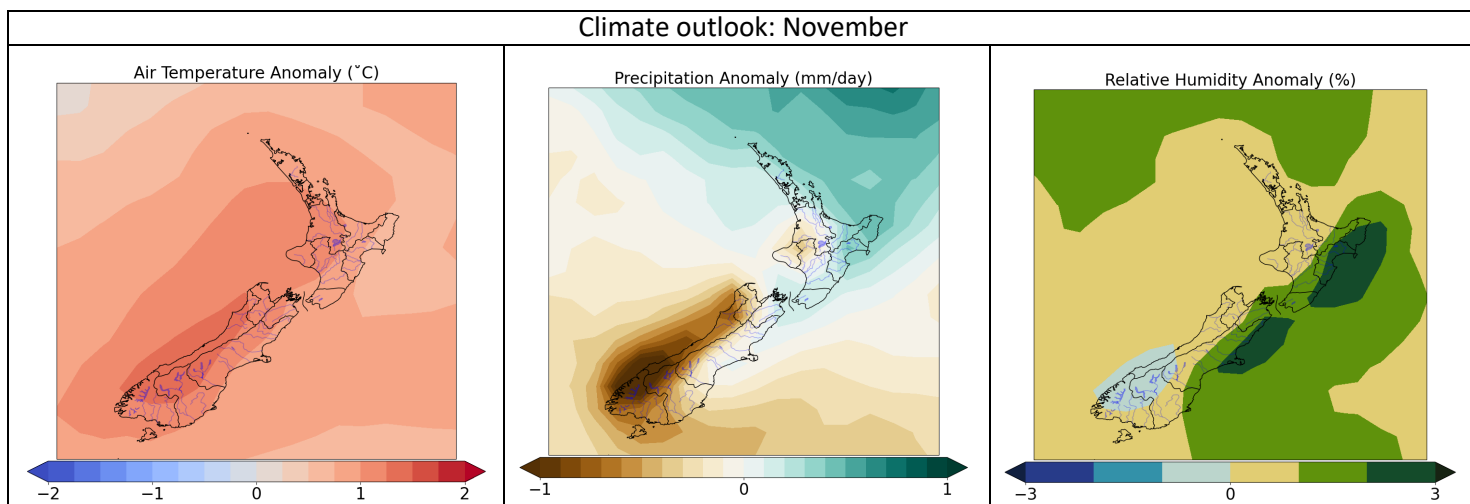 Climate outlook: November
Air Temperature Anomaly (˚C)
Precipitation Anomaly (mm/day)
Relative Humidity Anomaly (%)
−2 −1 0 1 2
−1 0 1
−3 0 3